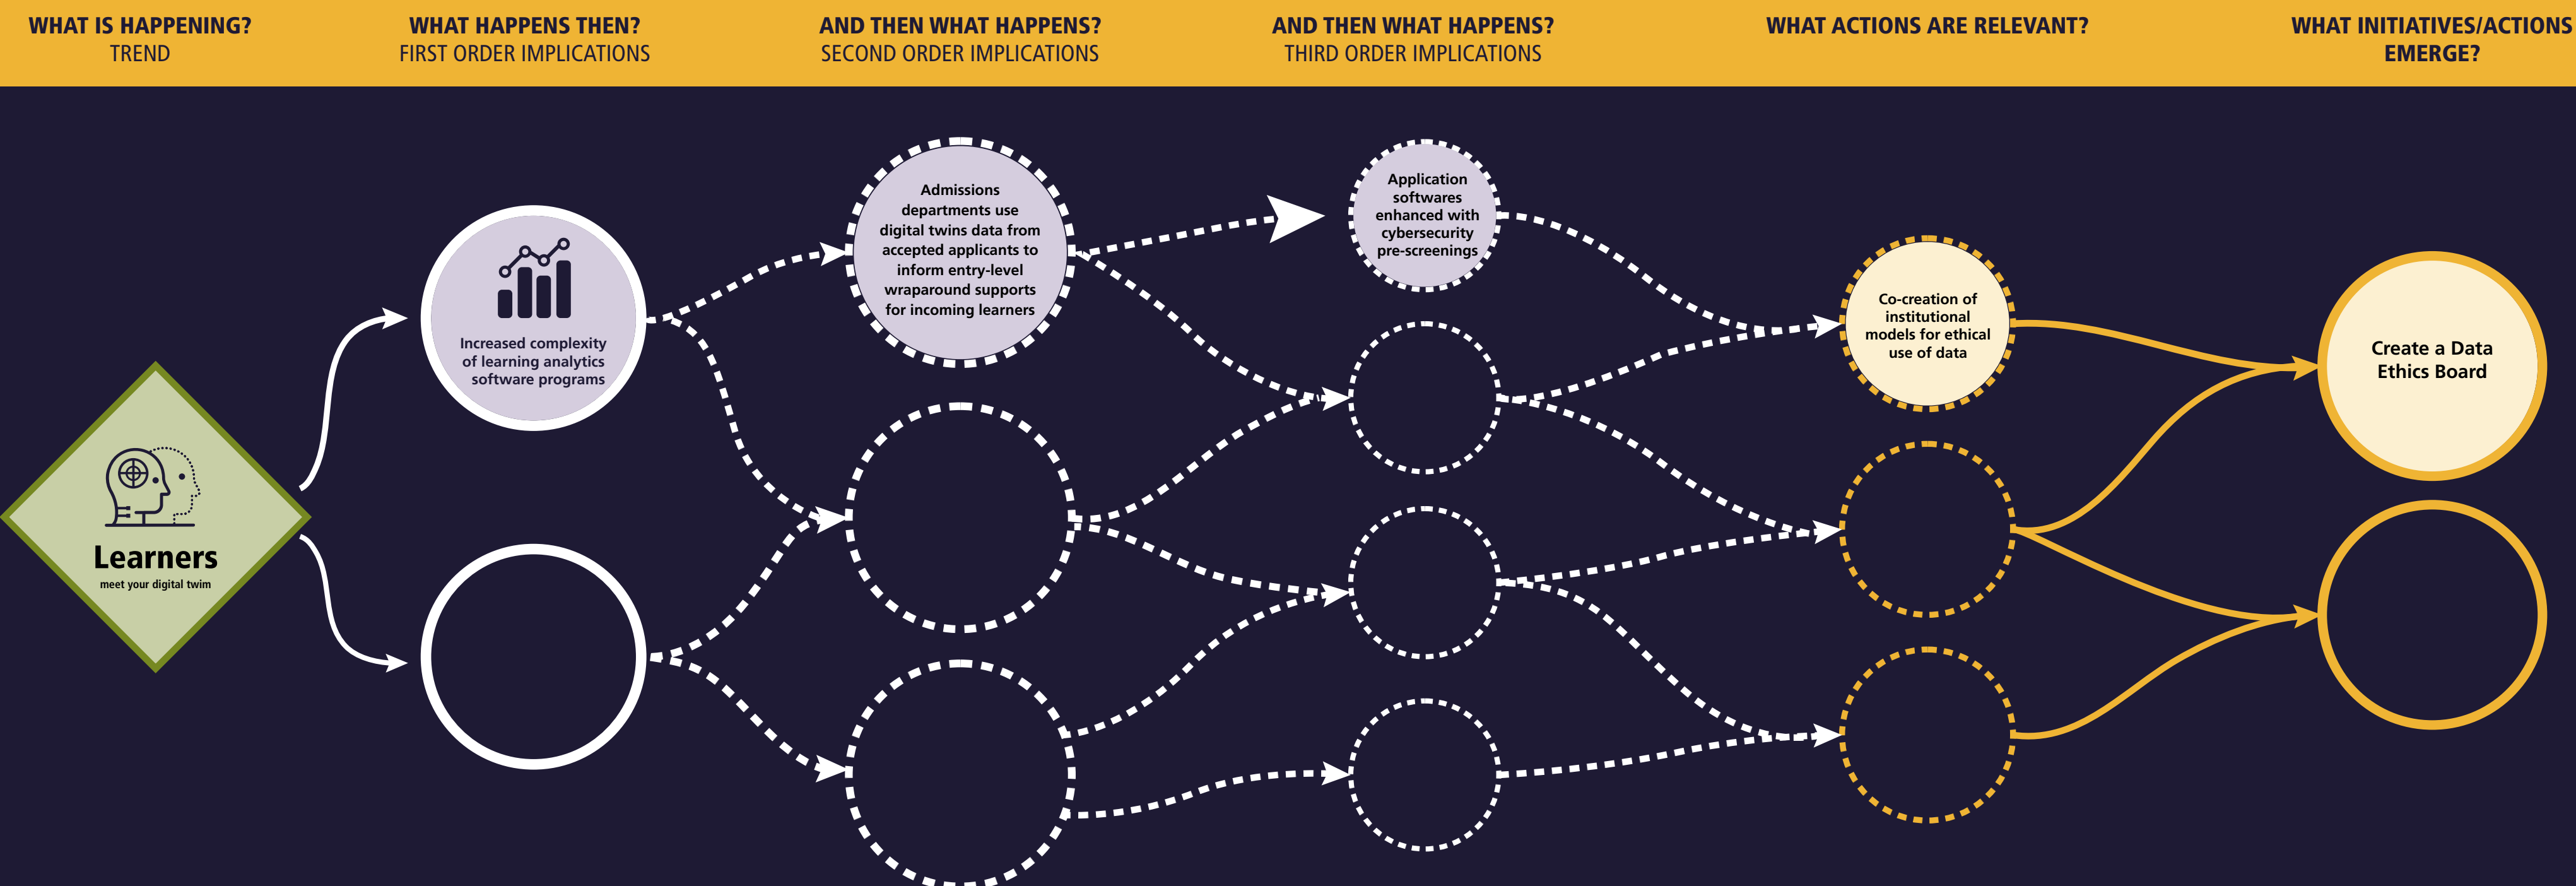 WHAT IS HAPPENING?
TREND
WHAT HAPPENS THEN?
FIRST ORDER IMPLICATIONS
AND THEN WHAT HAPPENS?
SECOND ORDER IMPLICATIONS
AND THEN WHAT HAPPENS?
THIRD ORDER IMPLICATIONS
WHAT ACTIONS ARE RELEVANT?
WHAT INITIATIVES/ACTIONS
EMERGE?
Learners
meet your digital twim
Increased complexity
of learning analytics
software programs
Admissions
departments use
digital twins data from
accepted applicants to
inform entry-level
wraparound supports
for incoming learners
Application
softwares
enhanced with
cybersecurity
pre-screenings
Co-creation of
institutional
models for ethical
use of data
Create a Data
Ethics Board